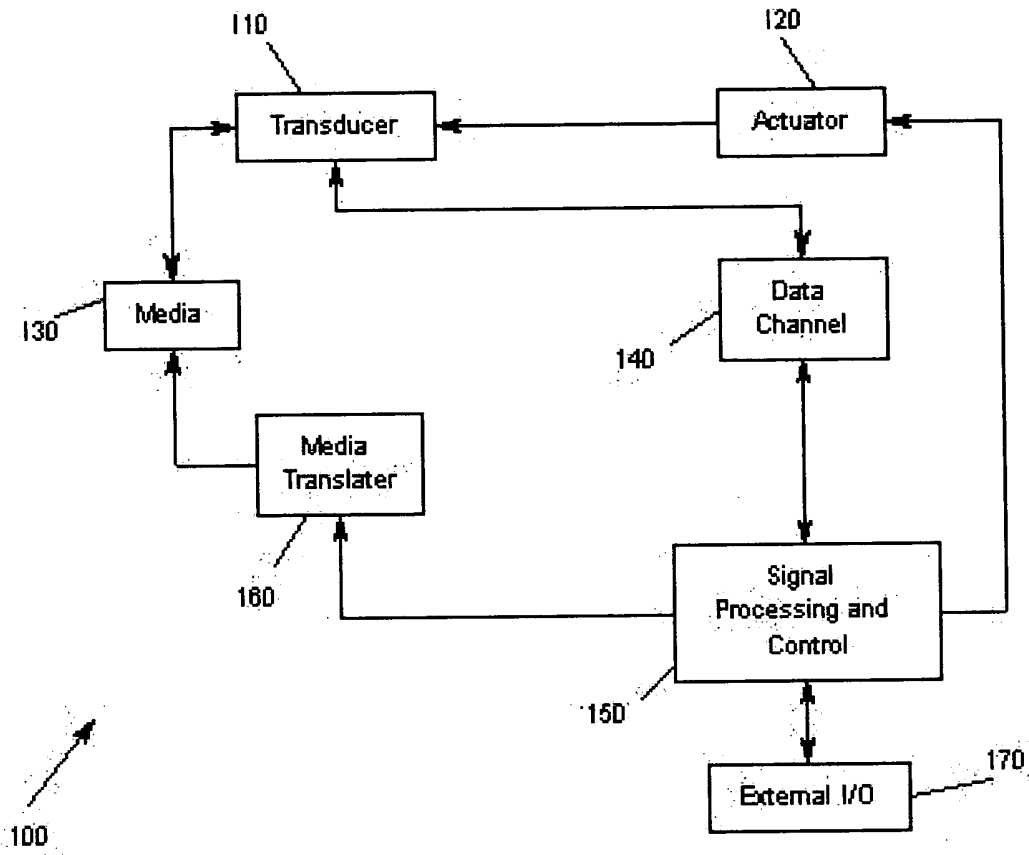 110
120
Transducer
Actuator
130
Media
Data
Channel
140
Media
Translater
160
Signal
Processing and
Control
150
170
External I/O
100